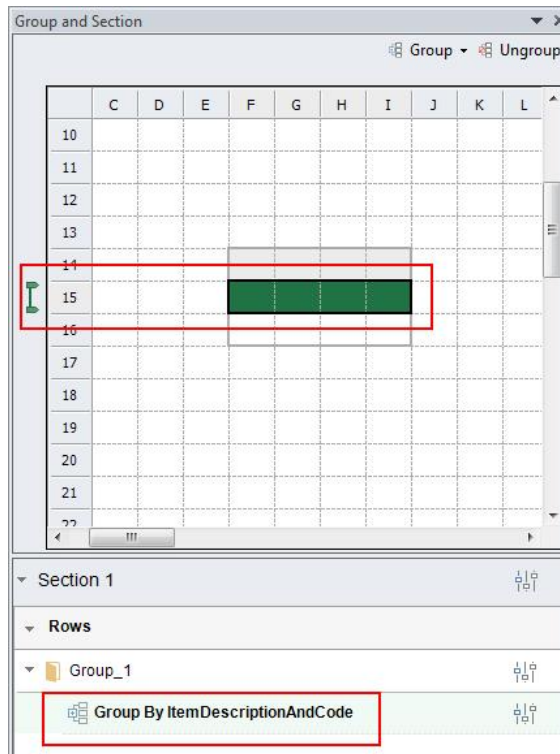 Group and Section
Group Ungroup
C D E F G H I J K L
10
11
12
13
14
15
16
17
18
19
20
21
22
Section 1
Rows
Group_1
Group By ItemDescriptionAndCode